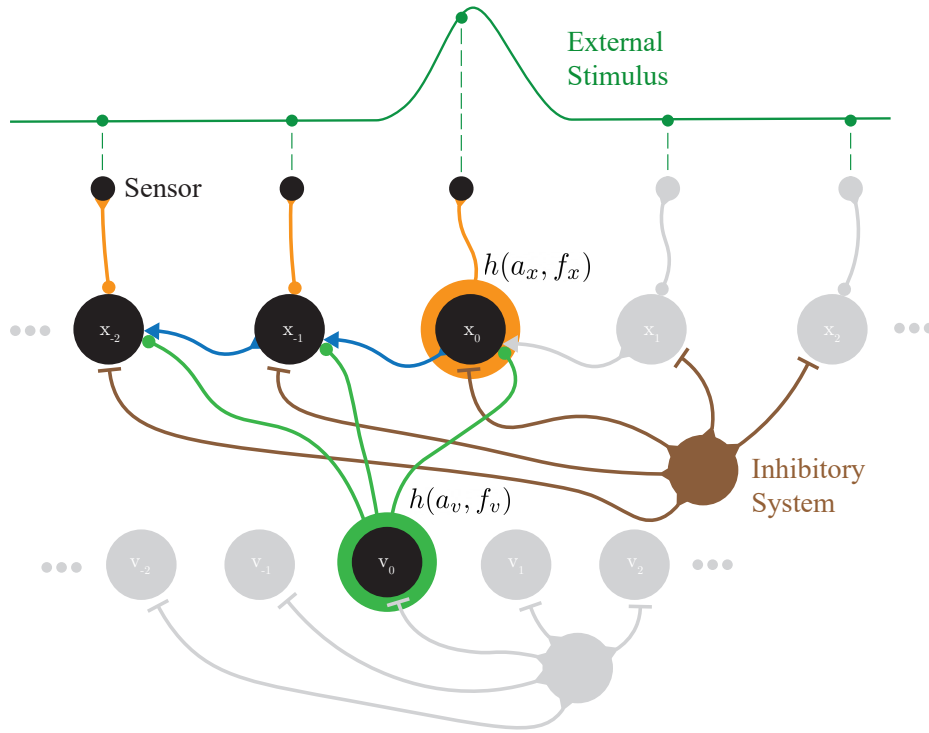 External
Stimulus
Sensor
h(a_x, f_x)
x_-2
x_-1
x_0
x_1
x_2
Inhibitory
System
h(a_v, f_v)
v_-2
v_-1
v_0
v_1
v_2